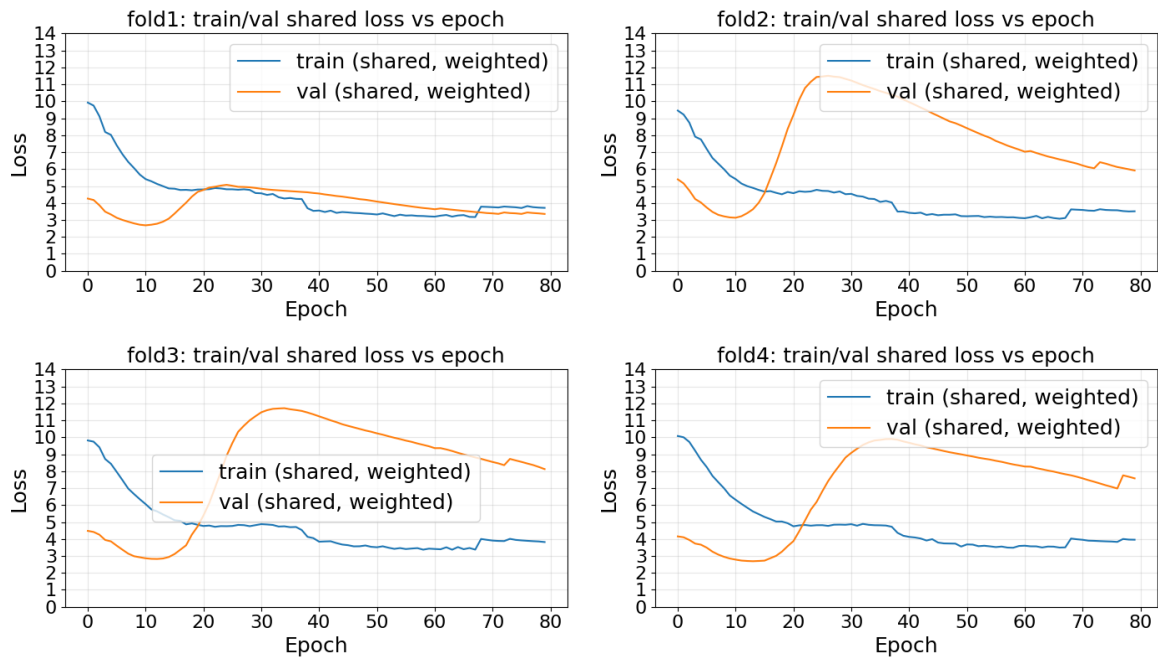 fold1: train/val shared loss vs epoch
14
13
12
11
10
9
8
7
6
5
4
3
2
1
0
Loss
train (shared, weighted)
val (shared, weighted)
0 10 20 30 40 50 60 70 80
Epoch
fold2: train/val shared loss vs epoch
14
13
12
11
10
9
8
7
6
5
4
3
2
1
0
Loss
train (shared, weighted)
val (shared, weighted)
0 10 20 30 40 50 60 70 80
Epoch
fold3: train/val shared loss vs epoch
14
13
12
11
10
9
8
7
6
5
4
3
2
1
0
Loss
train (shared, weighted)
val (shared, weighted)
0 10 20 30 40 50 60 70 80
Epoch
fold4: train/val shared loss vs epoch
14
13
12
11
10
9
8
7
6
5
4
3
2
1
0
Loss
train (shared, weighted)
val (shared, weighted)
0 10 20 30 40 50 60 70 80
Epoch